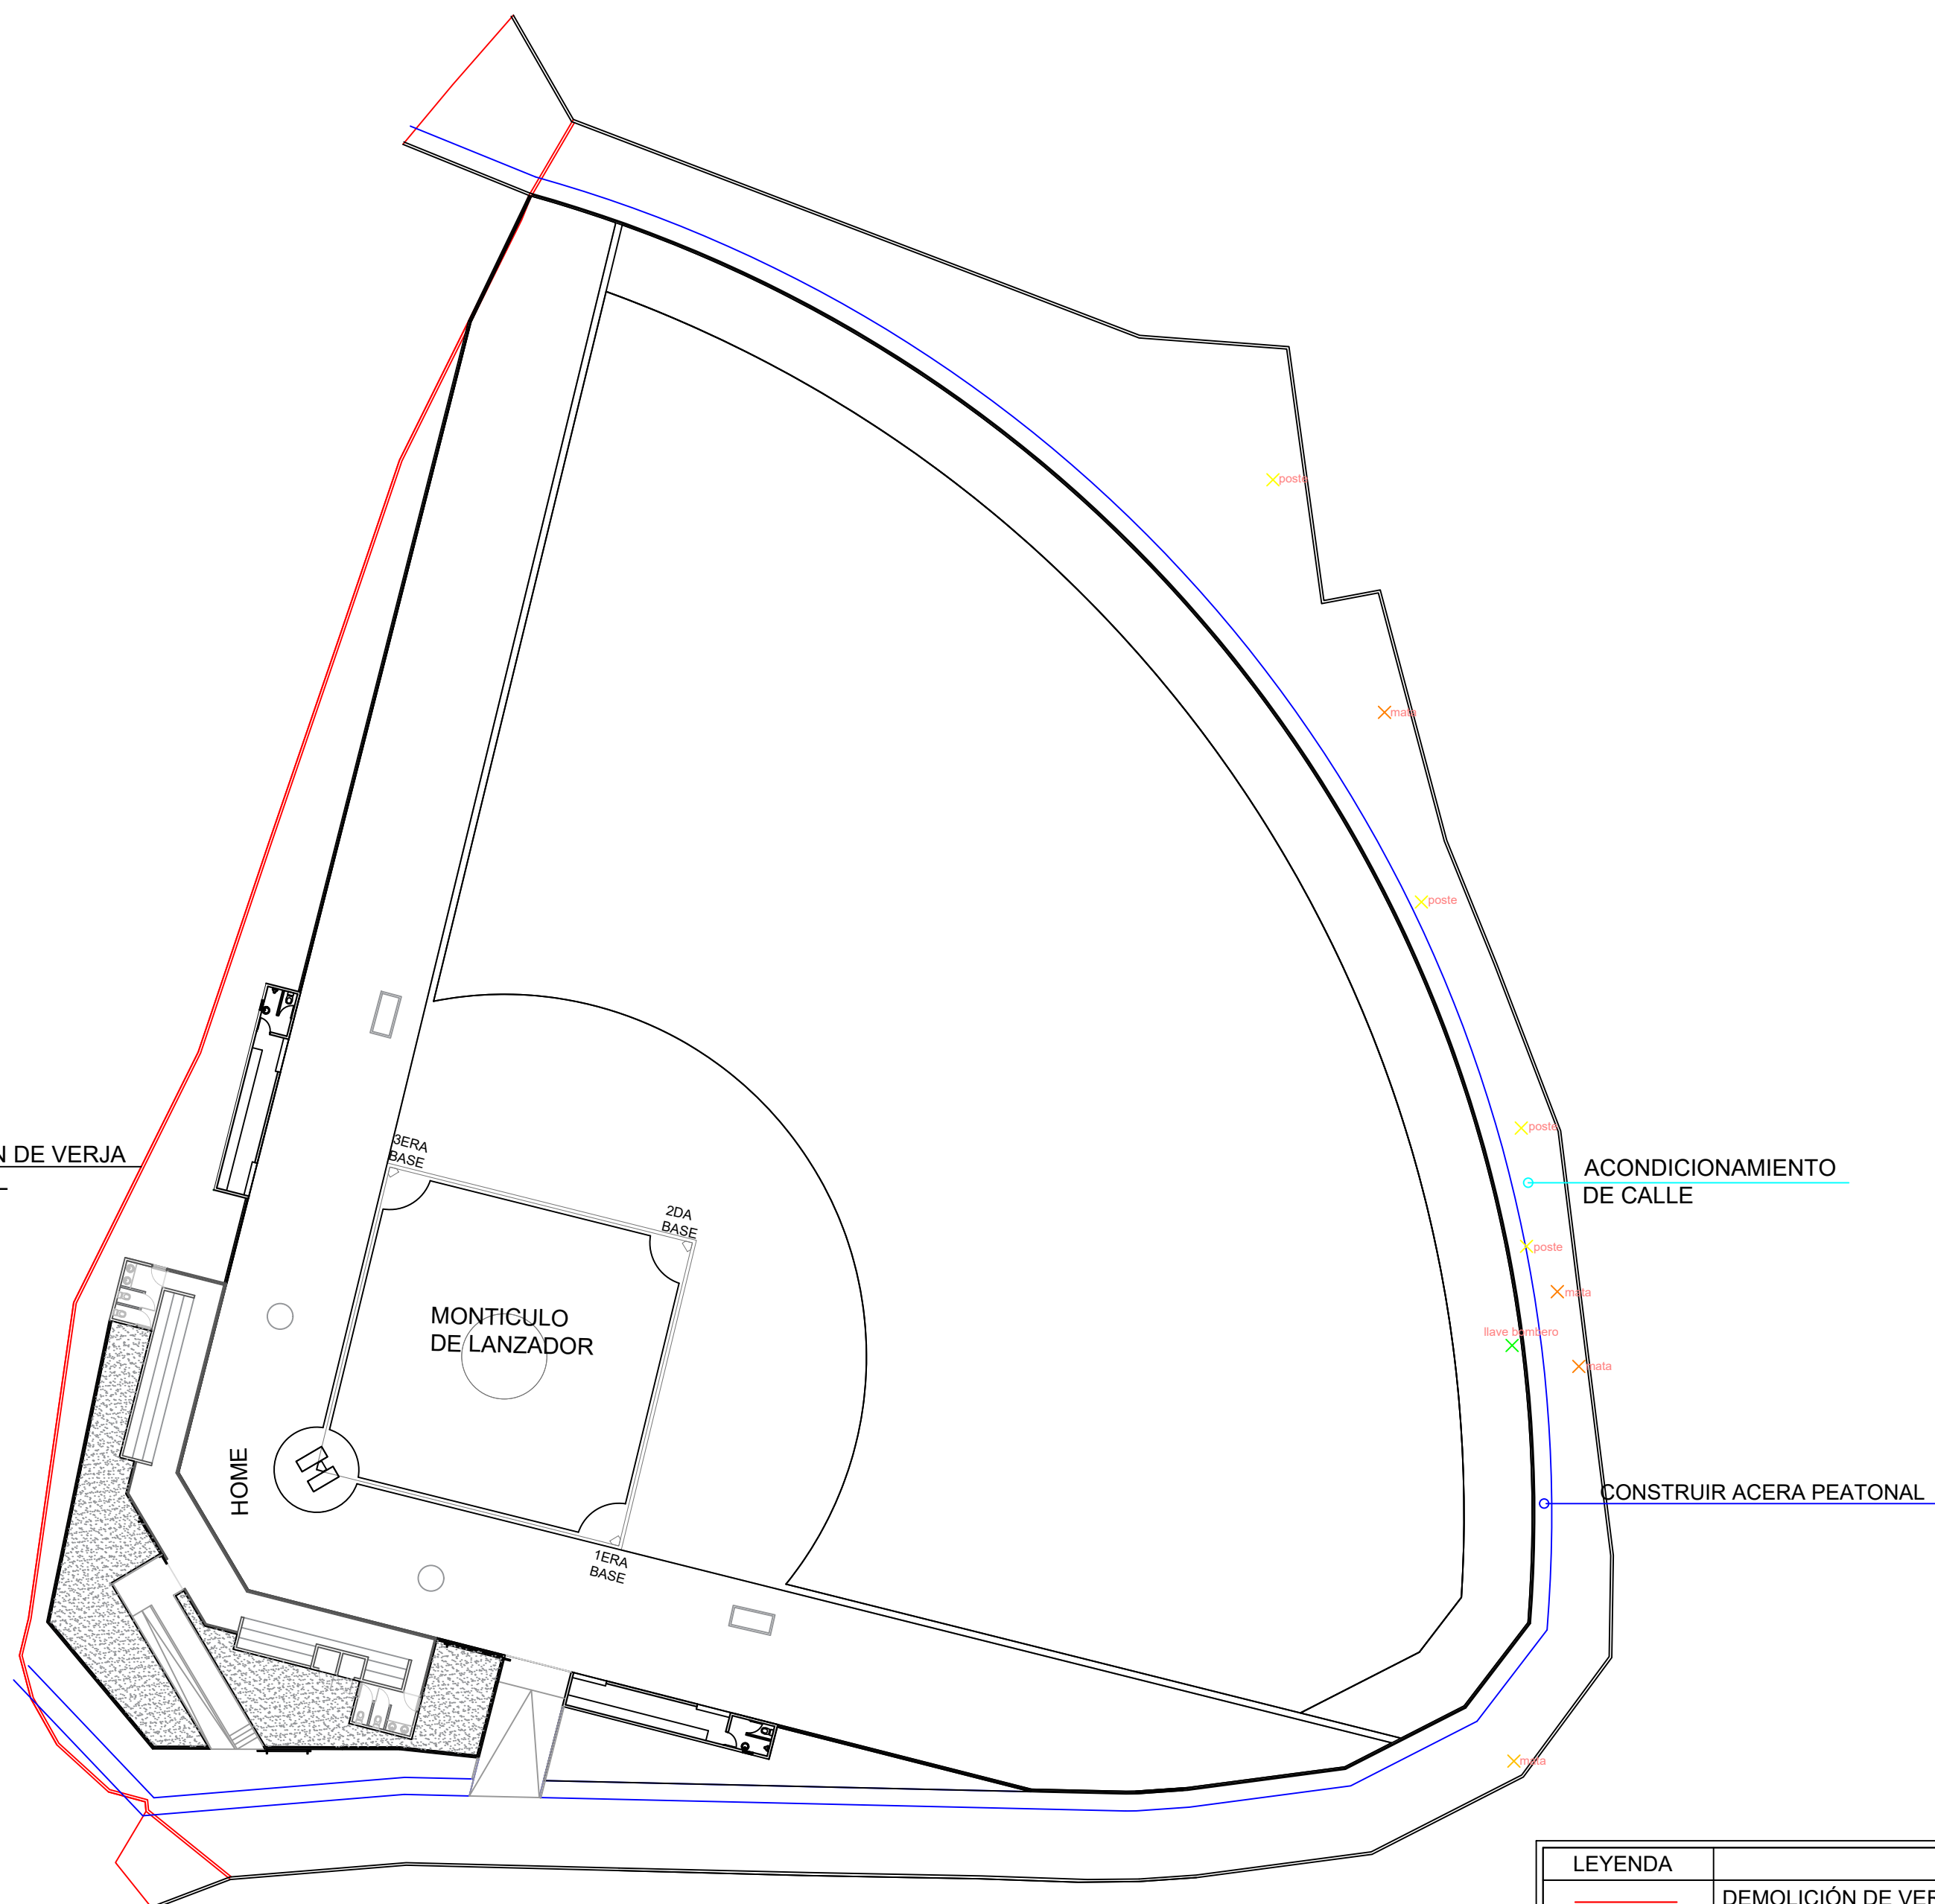 poste
mata
poste
poste
N DE VERJA
3ERA
BASE
ACONDICIONAMIENTO
DE CALLE
2DA
BASE
poste
mata
MONTICULO
DE LANZADOR
llave bombero
mata
HOME
CONSTRUIR ACERA PEATONAL
1ERA
BASE
mata
LEYENDA
DEMOLICIÓN DE VER